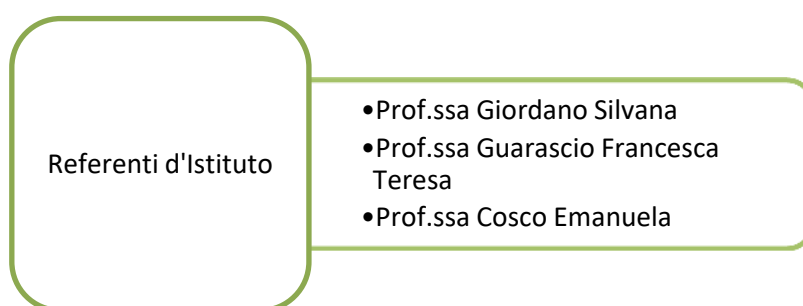 Referenti d'Istituto
•Prof.ssa Giordano Silvana
•Prof.ssa Guarascio Francesca
Teresa
•Prof.ssa Cosco Emanuela